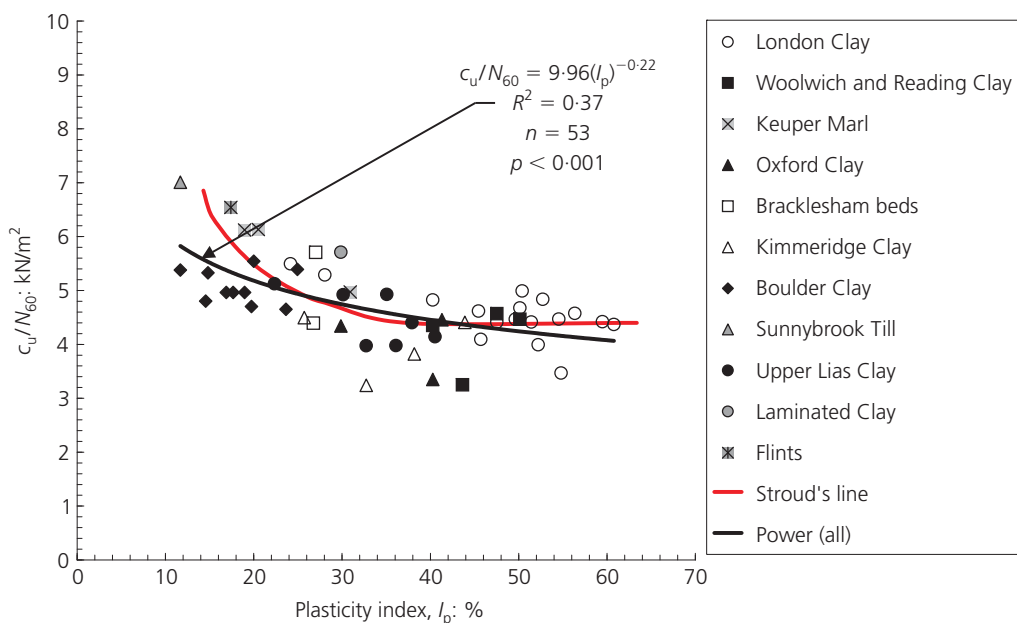 10
9
8
7
6
5
4
3
2
1
0
c_u/N_60: kN/m²
c_u/N_60 = 9·96(I_p)^−0·22
R² = 0·37
n = 53
p < 0·001
0 10 20 30 40 50 60 70
Plasticity index, I_p: %
London Clay
Woolwich and Reading Clay
Keuper Marl
Oxford Clay
Bracklesham beds
Kimmeridge Clay
Boulder Clay
Sunnybrook Till
Upper Lias Clay
Laminated Clay
Flints
Stroud's line
Power (all)